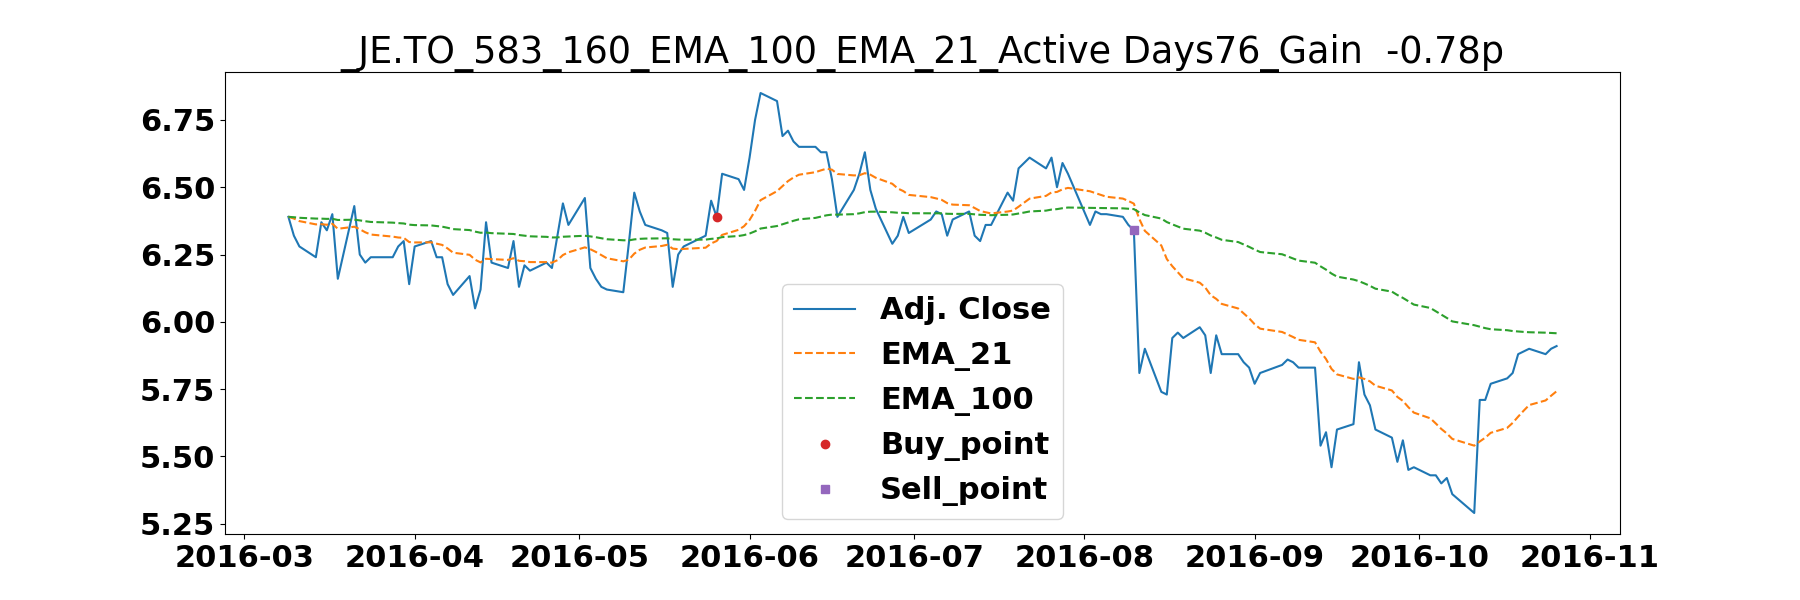 _JE.TO_583_160_EMA_100_EMA_21_Active Days76_Gain  -0.78p
6.75
6.50
6.25
6.00
5.75
5.50
5.25
Adj. Close
EMA_21
EMA_100
Buy_point
Sell_point
2016-03 2016-04 2016-05 2016-06 2016-07 2016-08 2016-09 2016-10 2016-11